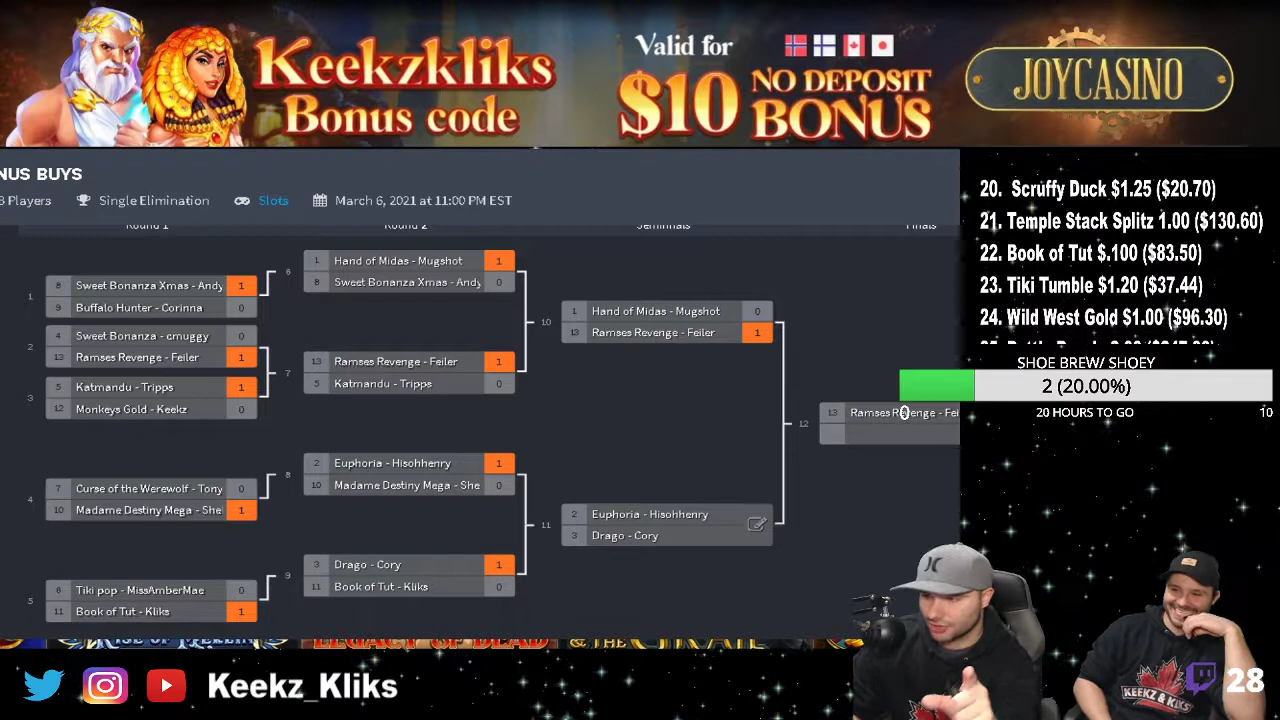 Keekzkliks
Bonus code
Valid for
$10
NO DEPOSIT
BONUS
JOYCASINO
NUS BUYS
Players
Single Elimination
Slots
March 6, 2021 at 11:00 PM EST
Round 1
Round 2
Semifinals
Finals
1
8 Sweet Bonanza Xmas - Andy 1
9 Buffalo Hunter - Corinna 0
2
4 Sweet Bonanza - cmuggy 0
13 Ramses Revenge - Feiler 1
3
5 Katmandu - Tripps 1
12 Monkeys Gold - Keekz 0
4
7 Curse of the Werewolf - Tony 0
10 Madame Destiny Mega - She 1
5
6 Tiki pop - MissAmberMae 0
11 Book of Tut - Kliks 1
6
1 Hand of Midas - Mugshot 1
8 Sweet Bonanza Xmas - Andy 0
7
13 Ramses Revenge - Feiler 1
5 Katmandu - Tripps 0
8
2 Euphoria - Hisohhenry 1
10 Madame Destiny Mega - She 0
9
3 Drago - Cory 1
11 Book of Tut - Kliks 0
10
1 Hand of Midas - Mugshot 0
13 Ramses Revenge - Feiler 1
11
2 Euphoria - Hisohhenry
3 Drago - Cory
12
13 Ramses Revenge - Fei
0
20. Scruffy Duck $1.25 ($20.70)
21. Temple Stack Splitz 1.00 ($130.60)
22. Book of Tut $.100 ($83.50)
23. Tiki Tumble $1.20 ($37.44)
24. Wild West Gold $1.00 ($96.30)
SHOE BREW/ SHOEY
2 (20.00%)
20 HOURS TO GO
10
LEGACY OF DEAD
& THE GRAIL
Keekz_Kliks
KEEKZ & KLIKS
28